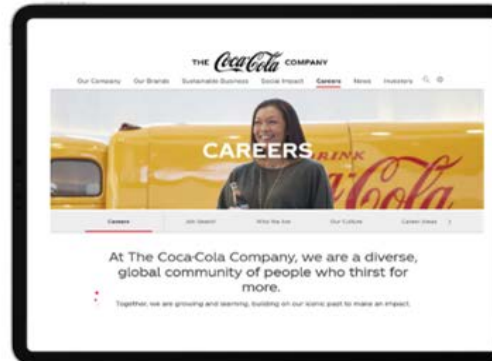 THE Coca-Cola COMPANY
Our Company Our Brands Sustainable Business Social Impact Careers News Investors
DRINK
CAREERS
Coca-Cola
Careers Job Search Who We Are Our Culture Career Areas
At The Coca-Cola Company, we are a diverse,
global community of people who thirst for
more.
Together, we are growing and learning, building on our iconic past to make an impact.